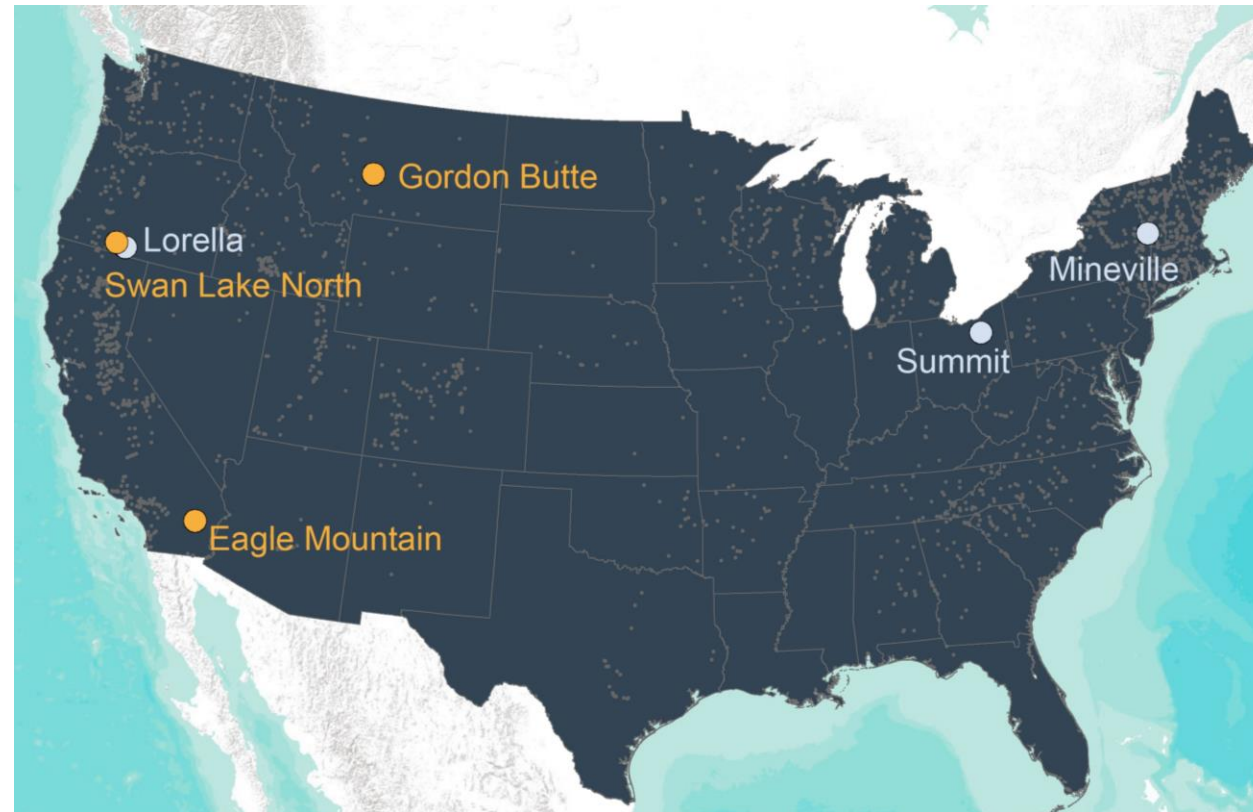 Gordon Butte
Lorella
Swan Lake North
Mineville
Summit
Eagle Mountain